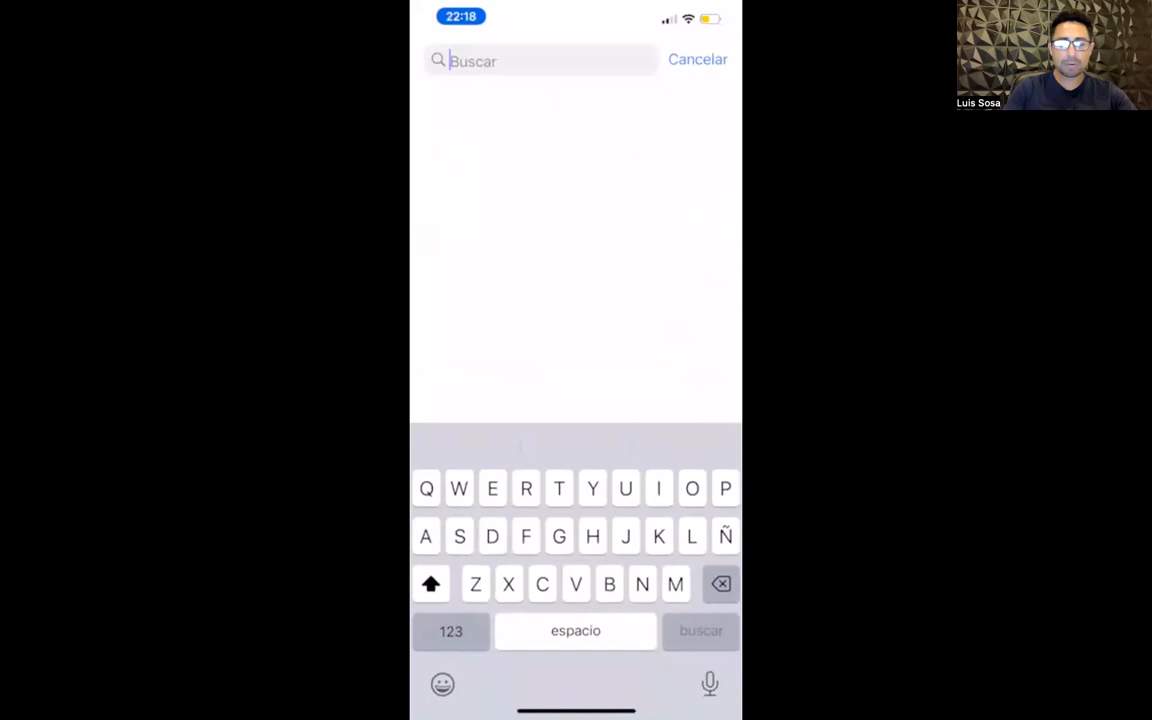 22:18
Buscar
Cancelar
Luis Sosa
Q W E R T Y U I O P
A S D F G H J K L Ñ
Z X C V B N M
123 espacio buscar